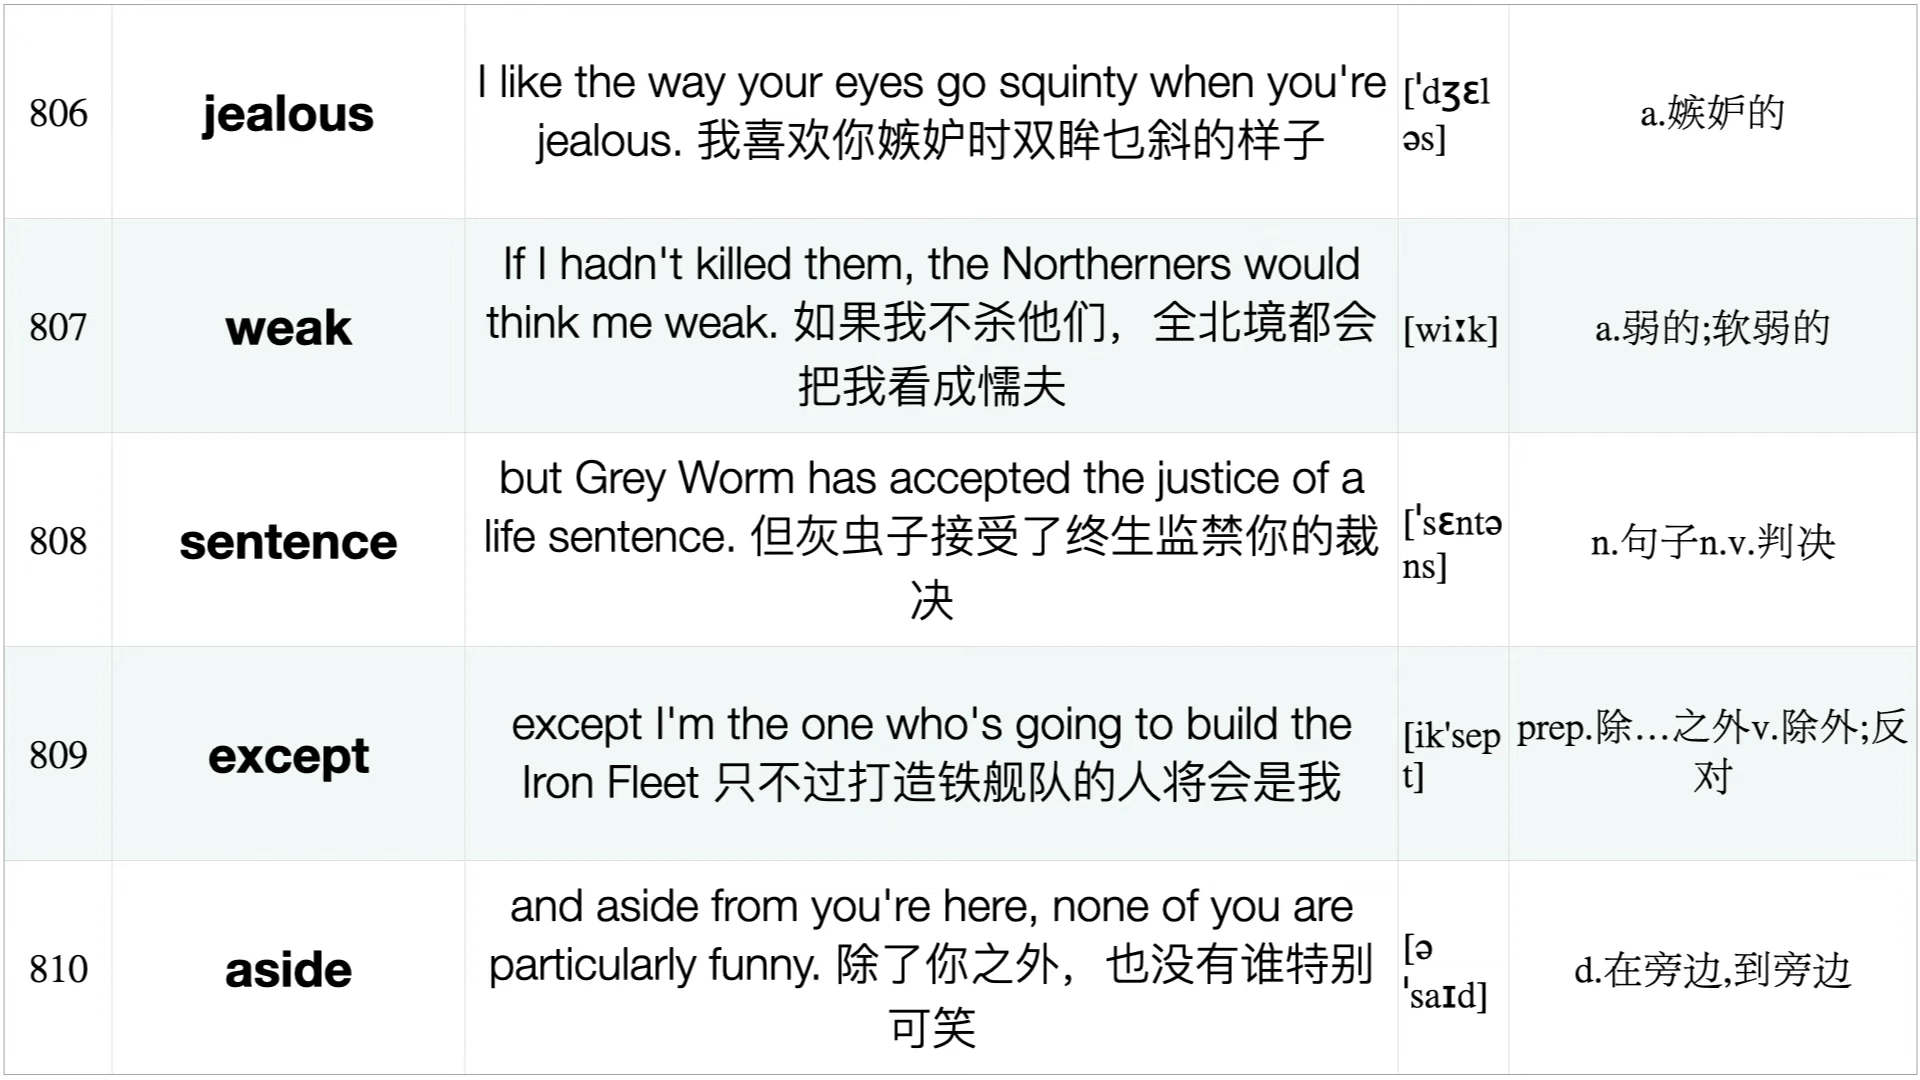 806
jealous
I like the way your eyes go squinty when you're
jealous. 我喜欢你嫉妒时双眸乜斜的样子
['dʒɛl
əs]
a.嫉妒的
807
weak
If I hadn't killed them, the Northerners would
think me weak. 如果我不杀他们，全北境都会
把我看成懦夫
[wiːk]
a.弱的;软弱的
808
sentence
but Grey Worm has accepted the justice of a
life sentence. 但灰虫子接受了终生监禁你的裁
决
['sɛntə
ns]
n.句子n.v.判决
809
except
except I'm the one who's going to build the
Iron Fleet 只不过打造铁舰队的人将会是我
[ik'sep
t]
prep.除…之外v.除外;反
对
810
aside
and aside from you're here, none of you are
particularly funny. 除了你之外，也没有谁特别
可笑
[ə
'saɪd]
d.在旁边,到旁边